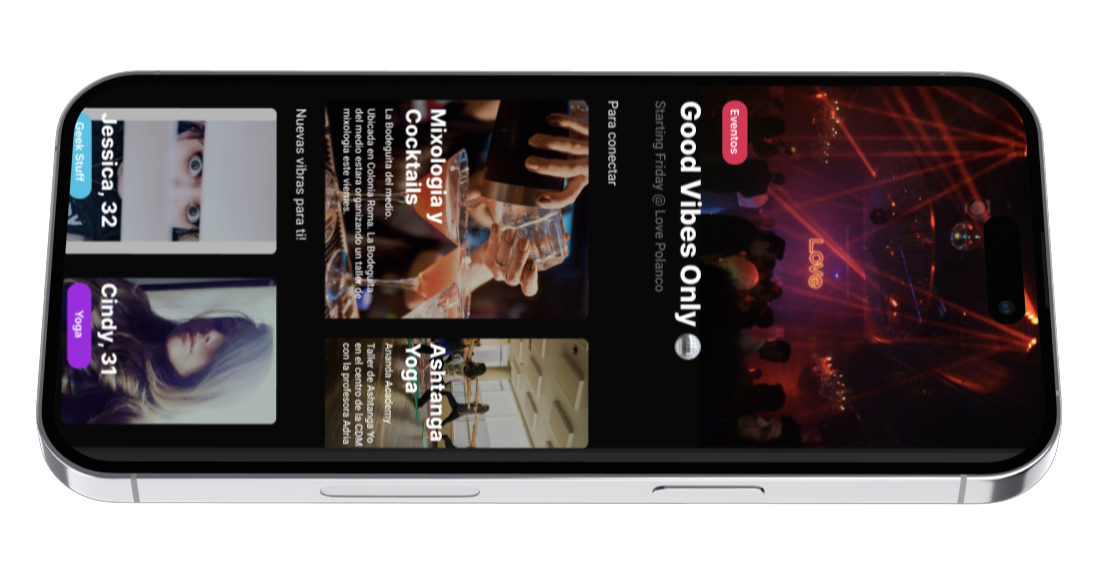 LOVE
Eventos
Good Vibes Only 🪩
Starting Friday @ Love Polanco
Para conectar
Mixología y
Cocktails
La Bodeguita del medio.
Ubicada en Colonia Roma. La Bodeguita
del medio estara organizando un taller de
mixología este viernes.
Ashtanga
Yoga
Ananda Academy
Taller de Ashtanga Yo
en el centro de la CDM
con la profesora Adria
Nuevas vibras para ti!
Jessica, 32
Geek Stuff
Cindy, 31
Yoga